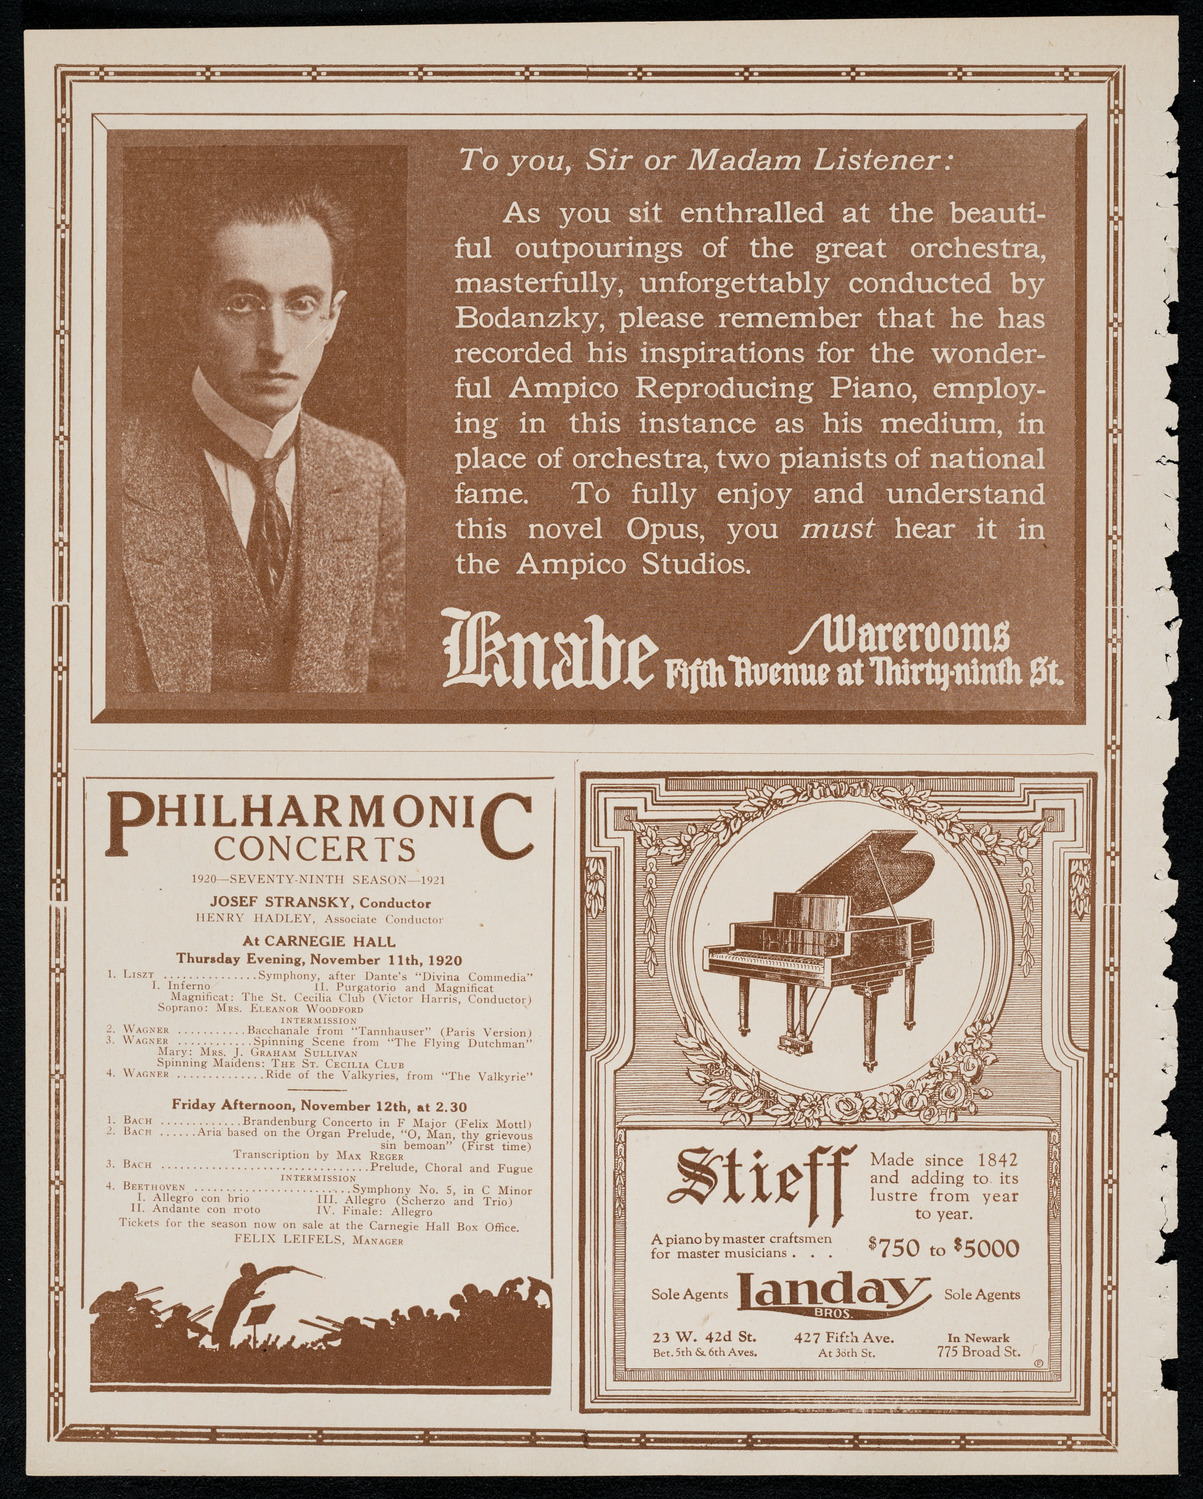 To you, Sir or Madam Listener:
As you sit enthralled at the beauti-
ful outpourings of the great orchestra,
masterfully, unforgettably conducted by
Bodanzky, please remember that he has
recorded his inspirations for the wonder-
ful Ampico Reproducing Piano, employ-
ing in this instance as his medium, in
place of orchestra, two pianists of national
fame. To fully enjoy and understand
this novel Opus, you must hear it in
the Ampico Studios.
Knabe Warerooms
Fifth Avenue at Thirty-ninth St.
PHILHARMONIC
CONCERTS
1920—SEVENTY-NINTH SEASON—1921
JOSEF STRANSKY, Conductor
HENRY HADLEY, Associate Conductor
At CARNEGIE HALL
Thursday Evening, November 11th, 1920
1. LISZT ...............Symphony, after Dante's "Divina Commedia"
I. Inferno II. Purgatorio and Magnificat
Magnificat: The St. Cecilia Club (Victor Harris, Conductor)
Soprano: MRS. ELEANOR WOODFORD
INTERMISSION
2. WAGNER ...........Bacchanale from "Tannhauser" (Paris Version)
3. WAGNER ............Spinning Scene from "The Flying Dutchman"
Mary: MRS. J. GRAHAM SULLIVAN
Spinning Maidens: THE ST. CECILIA CLUB
4. WAGNER ..............Ride of the Valkyries, from "The Valkyrie"
Friday Afternoon, November 12th, at 2.30
1. BACH .............Brandenburg Concerto in F Major (Felix Mottl)
2. BACH ......Aria based on the Organ Prelude, "O, Man, thy grievous
sin bemoan" (First time)
Transcription by MAX REGER
3. BACH .................................Prelude, Choral and Fugue
INTERMISSION
4. BEETHOVEN .........................Symphony No. 5, in C Minor
I. Allegro con brio III. Allegro (Scherzo and Trio)
II. Andante con moto IV. Finale: Allegro
Tickets for the season now on sale at the Carnegie Hall Box Office.
FELIX LEIFELS, MANAGER
Stieff
Made since 1842
and adding to its
lustre from year
to year.
A piano by master craftsmen
for master musicians . . .
$750 to $5000
Sole Agents Landay Sole Agents
BROS.
23 W. 42d St. 427 Fifth Ave. In Newark
Bet. 5th & 6th Aves. At 38th St. 775 Broad St.